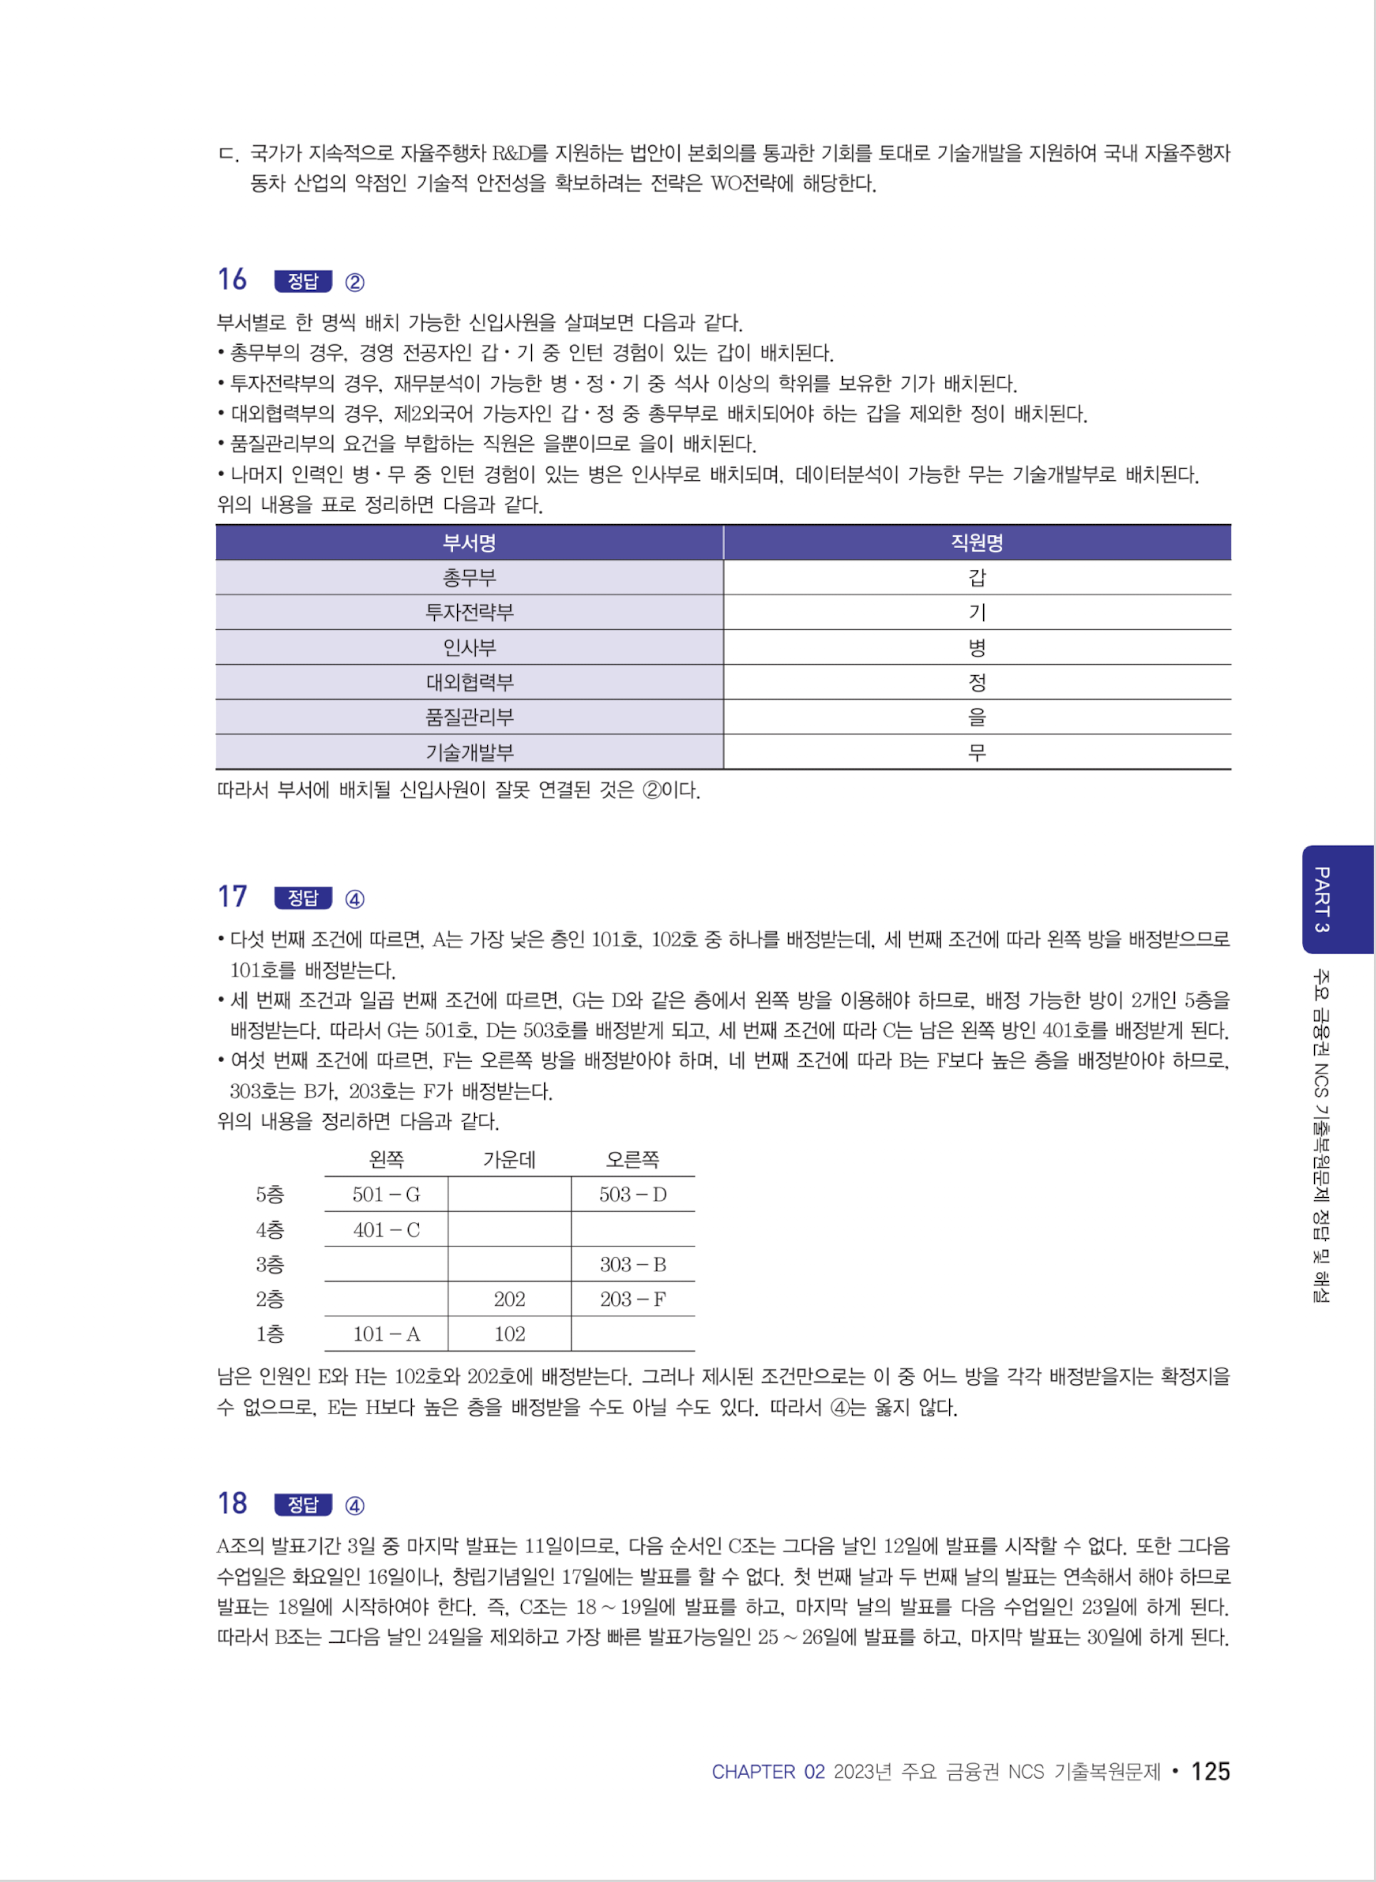 ㄷ. 국가가 지속적으로 자율주행차 R&D를 지원하는 법안이 본회의를 통과한 기회를 토대로 기술개발을 지원하여 국내 자율주행자
동차 산업의 약점인 기술적 안전성을 확보하려는 전략은 WO전략에 해당한다.
16 정답 ②
부서별로 한 명씩 배치 가능한 신입사원을 살펴보면 다음과 같다.
• 총무부의 경우, 경영 전공자인 갑・기 중 인턴 경험이 있는 갑이 배치된다.
• 투자전략부의 경우, 재무분석이 가능한 병・정・기 중 석사 이상의 학위를 보유한 기가 배치된다.
• 대외협력부의 경우, 제2외국어 가능자인 갑・정 중 총무부로 배치되어야 하는 갑을 제외한 정이 배치된다.
• 품질관리부의 요건을 부합하는 직원은 을뿐이므로 을이 배치된다.
• 나머지 인력인 병・무 중 인턴 경험이 있는 병은 인사부로 배치되며, 데이터분석이 가능한 무는 기술개발부로 배치된다.
위의 내용을 표로 정리하면 다음과 같다.
부서명 직원명
총무부 갑
투자전략부 기
인사부 병
대외협력부 정
품질관리부 을
기술개발부 무
따라서 부서에 배치될 신입사원이 잘못 연결된 것은 ②이다.
17 정답 ④
• 다섯 번째 조건에 따르면, A는 가장 낮은 층인 101호, 102호 중 하나를 배정받는데, 세 번째 조건에 따라 왼쪽 방을 배정받으므로
101호를 배정받는다.
• 세 번째 조건과 일곱 번째 조건에 따르면, G는 D와 같은 층에서 왼쪽 방을 이용해야 하므로, 배정 가능한 방이 2개인 5층을
배정받는다. 따라서 G는 501호, D는 503호를 배정받게 되고, 세 번째 조건에 따라 C는 남은 왼쪽 방인 401호를 배정받게 된다.
• 여섯 번째 조건에 따르면, F는 오른쪽 방을 배정받아야 하며, 네 번째 조건에 따라 B는 F보다 높은 층을 배정받아야 하므로,
303호는 B가, 203호는 F가 배정받는다.
위의 내용을 정리하면 다음과 같다.
왼쪽 가운데 오른쪽
5층 501－G 503－D
4층 401－C
3층 303－B
2층 202 203－F
1층 101－A 102
남은 인원인 E와 H는 102호와 202호에 배정받는다. 그러나 제시된 조건만으로는 이 중 어느 방을 각각 배정받을지는 확정지을
수 없으므로, E는 H보다 높은 층을 배정받을 수도 아닐 수도 있다. 따라서 ④는 옳지 않다.
18 정답 ④
A조의 발표기간 3일 중 마지막 발표는 11일이므로, 다음 순서인 C조는 그다음 날인 12일에 발표를 시작할 수 없다. 또한 그다음
수업일은 화요일인 16일이나, 창립기념일인 17일에는 발표를 할 수 없다. 첫 번째 날과 두 번째 날의 발표는 연속해서 해야 하므로
발표는 18일에 시작하여야 한다. 즉, C조는 18～19일에 발표를 하고, 마지막 날의 발표를 다음 수업일인 23일에 하게 된다.
따라서 B조는 그다음 날인 24일을 제외하고 가장 빠른 발표가능일인 25～26일에 발표를 하고, 마지막 발표는 30일에 하게 된다.
PART 3
주요 금융권 NCS 기출복원문제 정답 및 해설
CHAPTER 02 2023년 주요 금융권 NCS 기출복원문제 • 125